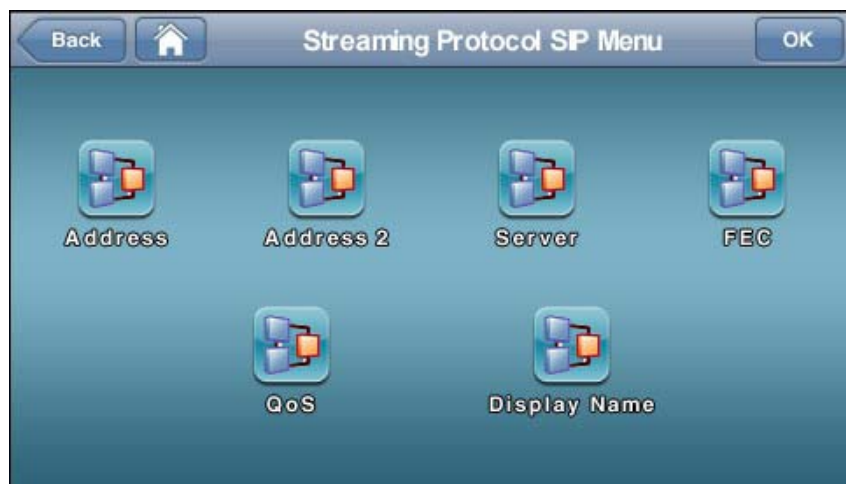 Back
Streaming Protocol SIP Menu
OK
Address
Address 2
Server
FEC
QoS
Display Name